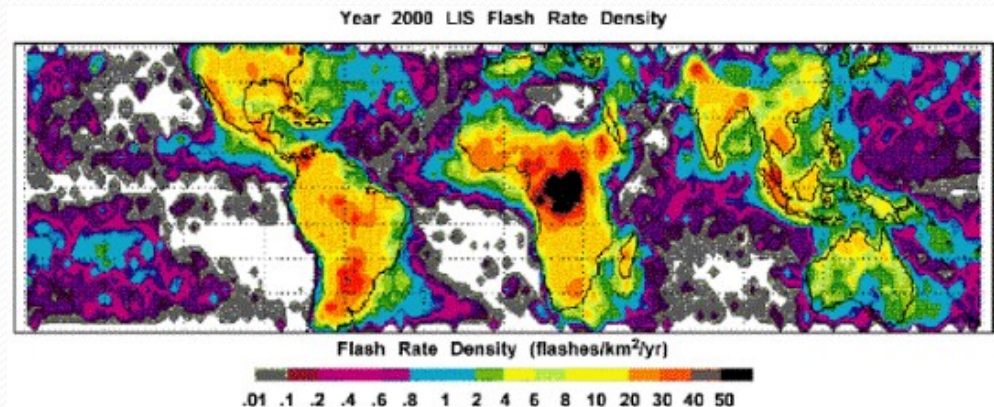 Year 2000 LIS Flash Rate Density
Flash Rate Density (flashes/km²/yr)
.01 .1 .2 .4 .6 .8 1 2 4 6 8 10 20 30 40 50